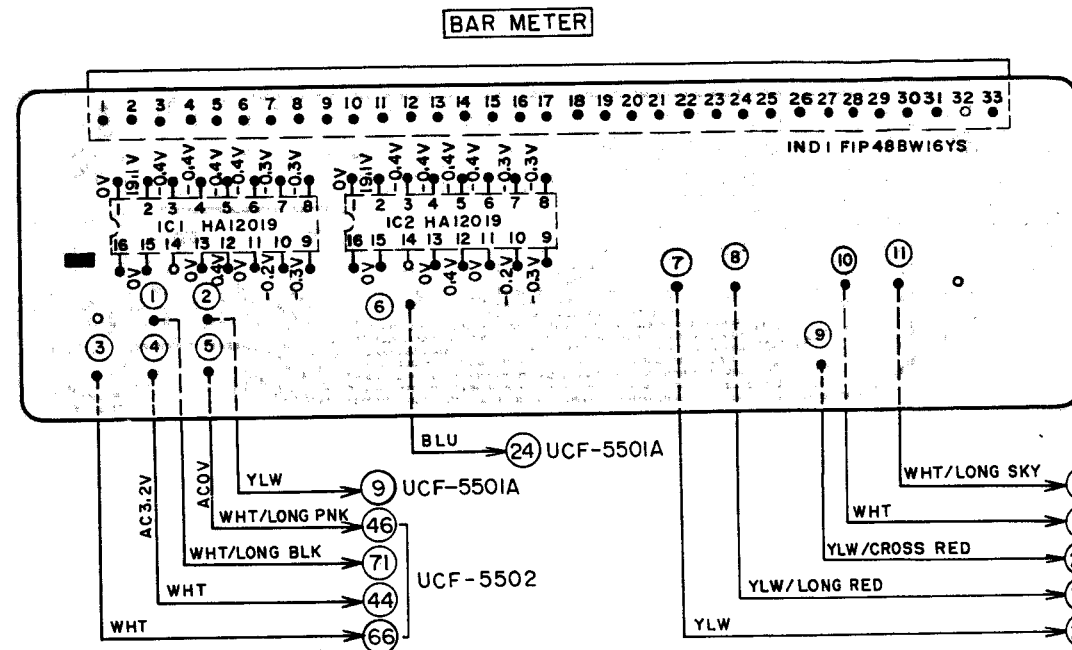 BAR METER
1 2 3 4 5 6 7 8 9 10 11 12 13 14 15 16 17 18 19 20 21 22 23 24 25 26 27 28 29 30 31 32 33
IND1 FIP48BW16YS
0V 19.1V -0.4V -0.4V -0.4V -0.4V -0.3V -0.3V
1 2 3 4 5 6 7 8
IC1 HA12019
16 15 14 13 12 11 10 9
0V 0V 0.4V 0V -0.2V -0.3V
0V 19.1V -0.4V -0.4V -0.4V -0.4V -0.3V -0.3V
1 2 3 4 5 6 7 8
IC2 HA12019
16 15 14 13 12 11 10 9
0V 0V 0.4V 0V -0.2V -0.3V
1 2 6 7 8 10 11
3 4 5 9
BLU 24 UCF-5501A
AC3.2V
AC0V
YLW 9 UCF-5501A
WHT/LONG PNK 46
WHT/LONG BLK 71
UCF-5502
WHT 44
WHT 66
WHT/LONG SKY
WHT
YLW/CROSS RED
YLW/LONG RED
YLW